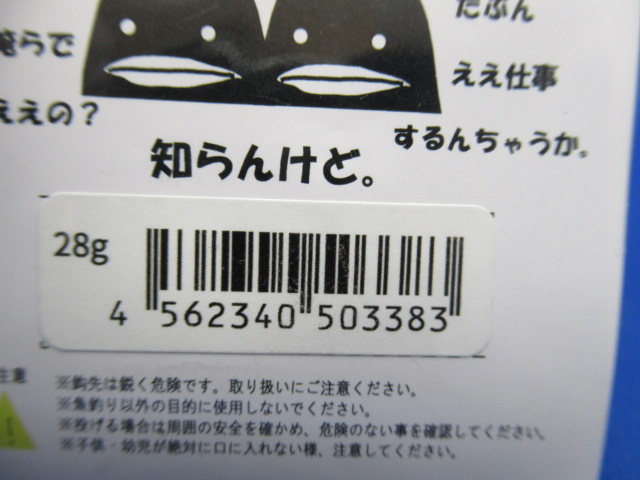 たぶん
俺らで
ええ仕事
ええの？
するんちゃうか。
知らんけど。
28g
4 562340 503383
注意
※鈎先は鋭く危険です。取り扱いにご注意ください。
※魚釣り以外の目的に使用しないでください。
※投げる場合は周囲の安全を確かめ、危険のない事を確認してください。
※子供・幼児が絶対に口に入れない様、注意してください。